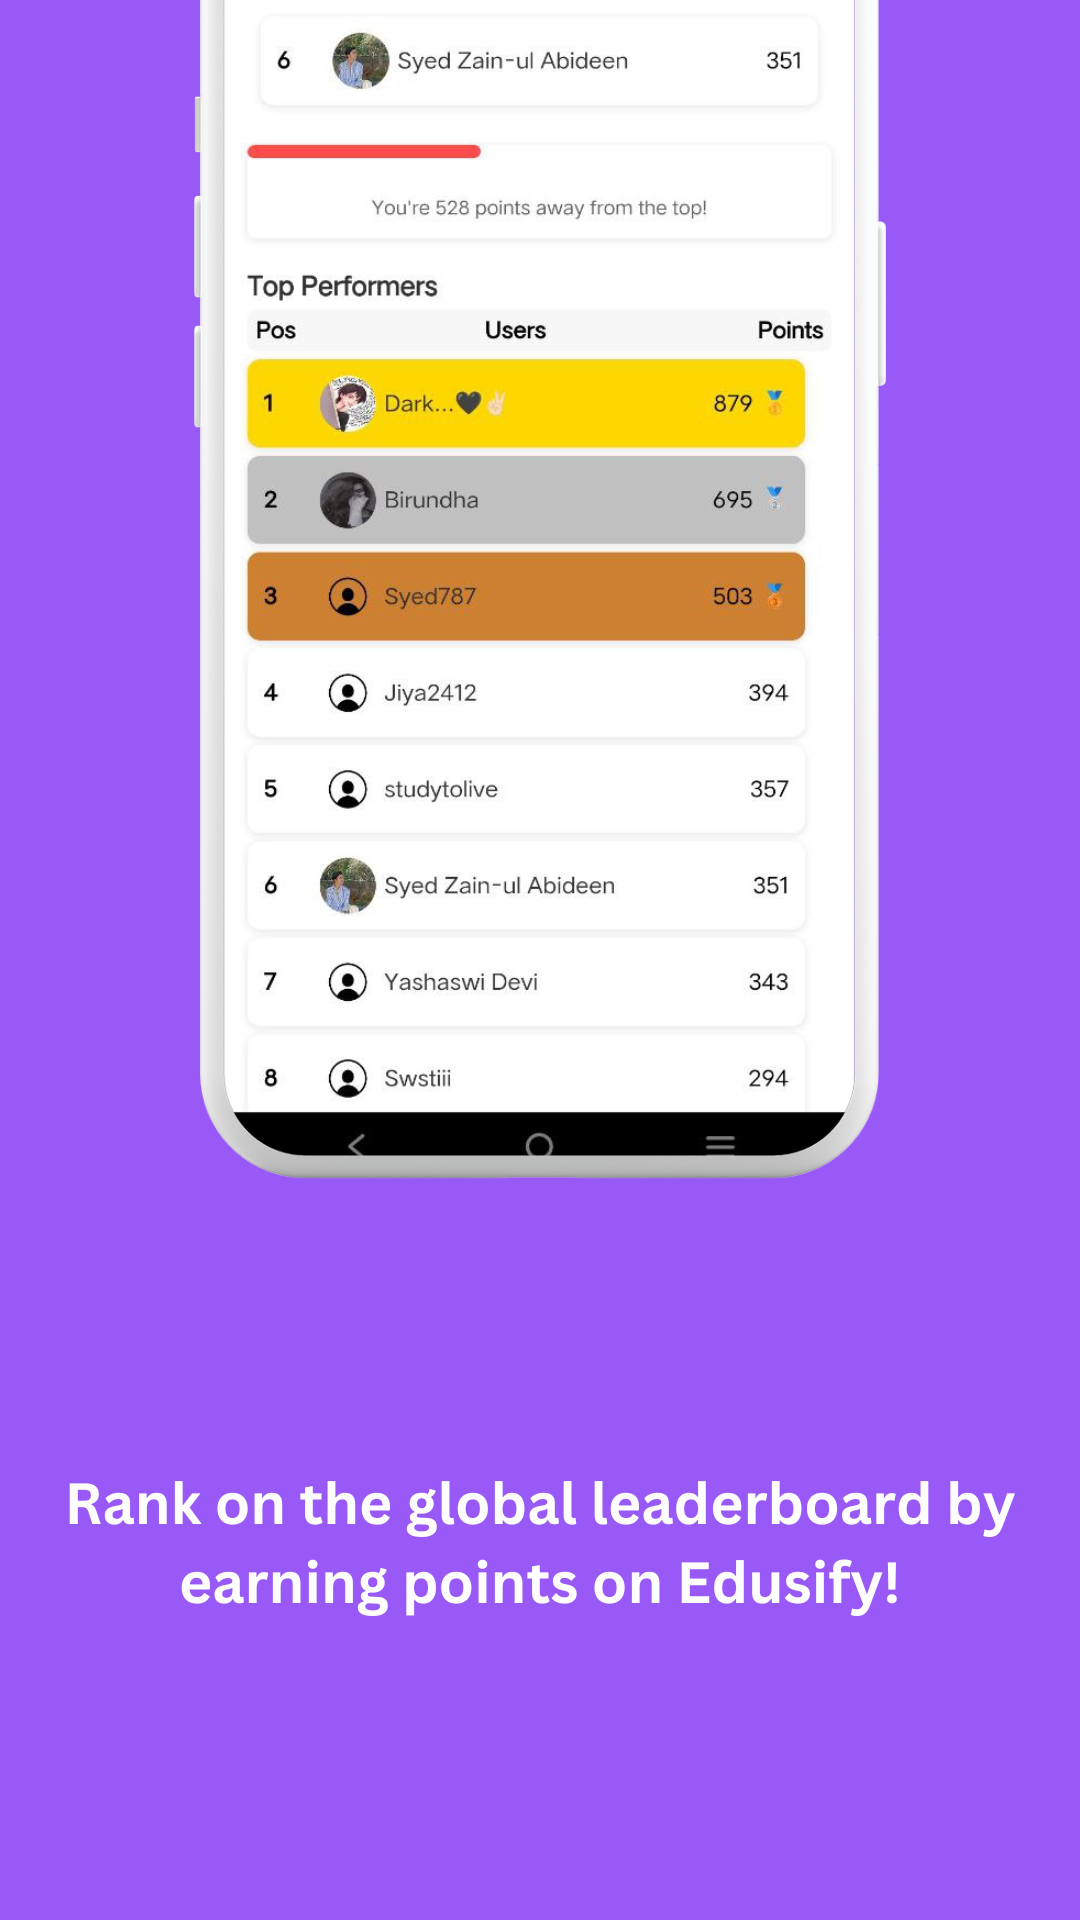 6 Syed Zain-ul Abideen 351
You're 528 points away from the top!
Top Performers
Pos Users Points
1 Dark...🖤✌🏻 879 🥇
2 Birundha 695 🥈
3 Syed787 503 🥉
4 Jiya2412 394
5 studytolive 357
6 Syed Zain-ul Abideen 351
7 Yashaswi Devi 343
8 Swstiii 294
Rank on the global leaderboard by
earning points on Edusify!